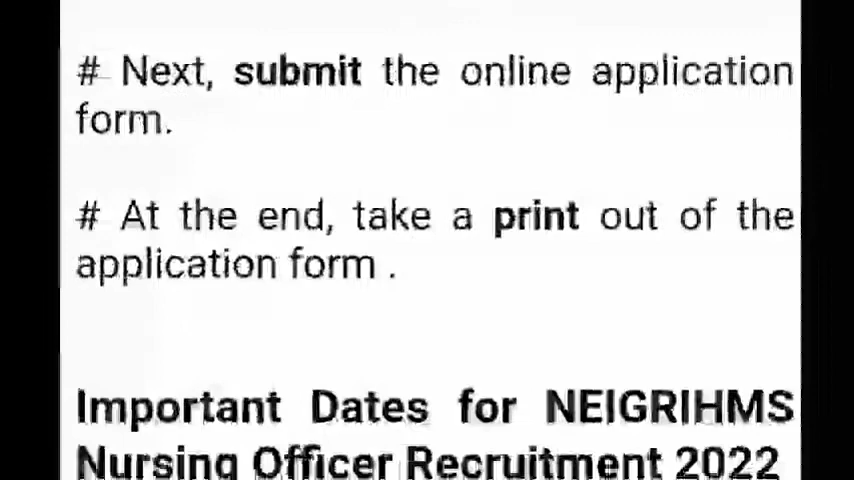 # Next, submit the online application
form.
# At the end, take a print out of the
application form .
Important Dates for NEIGRIHMS
Nursing Officer Recruitment 2022